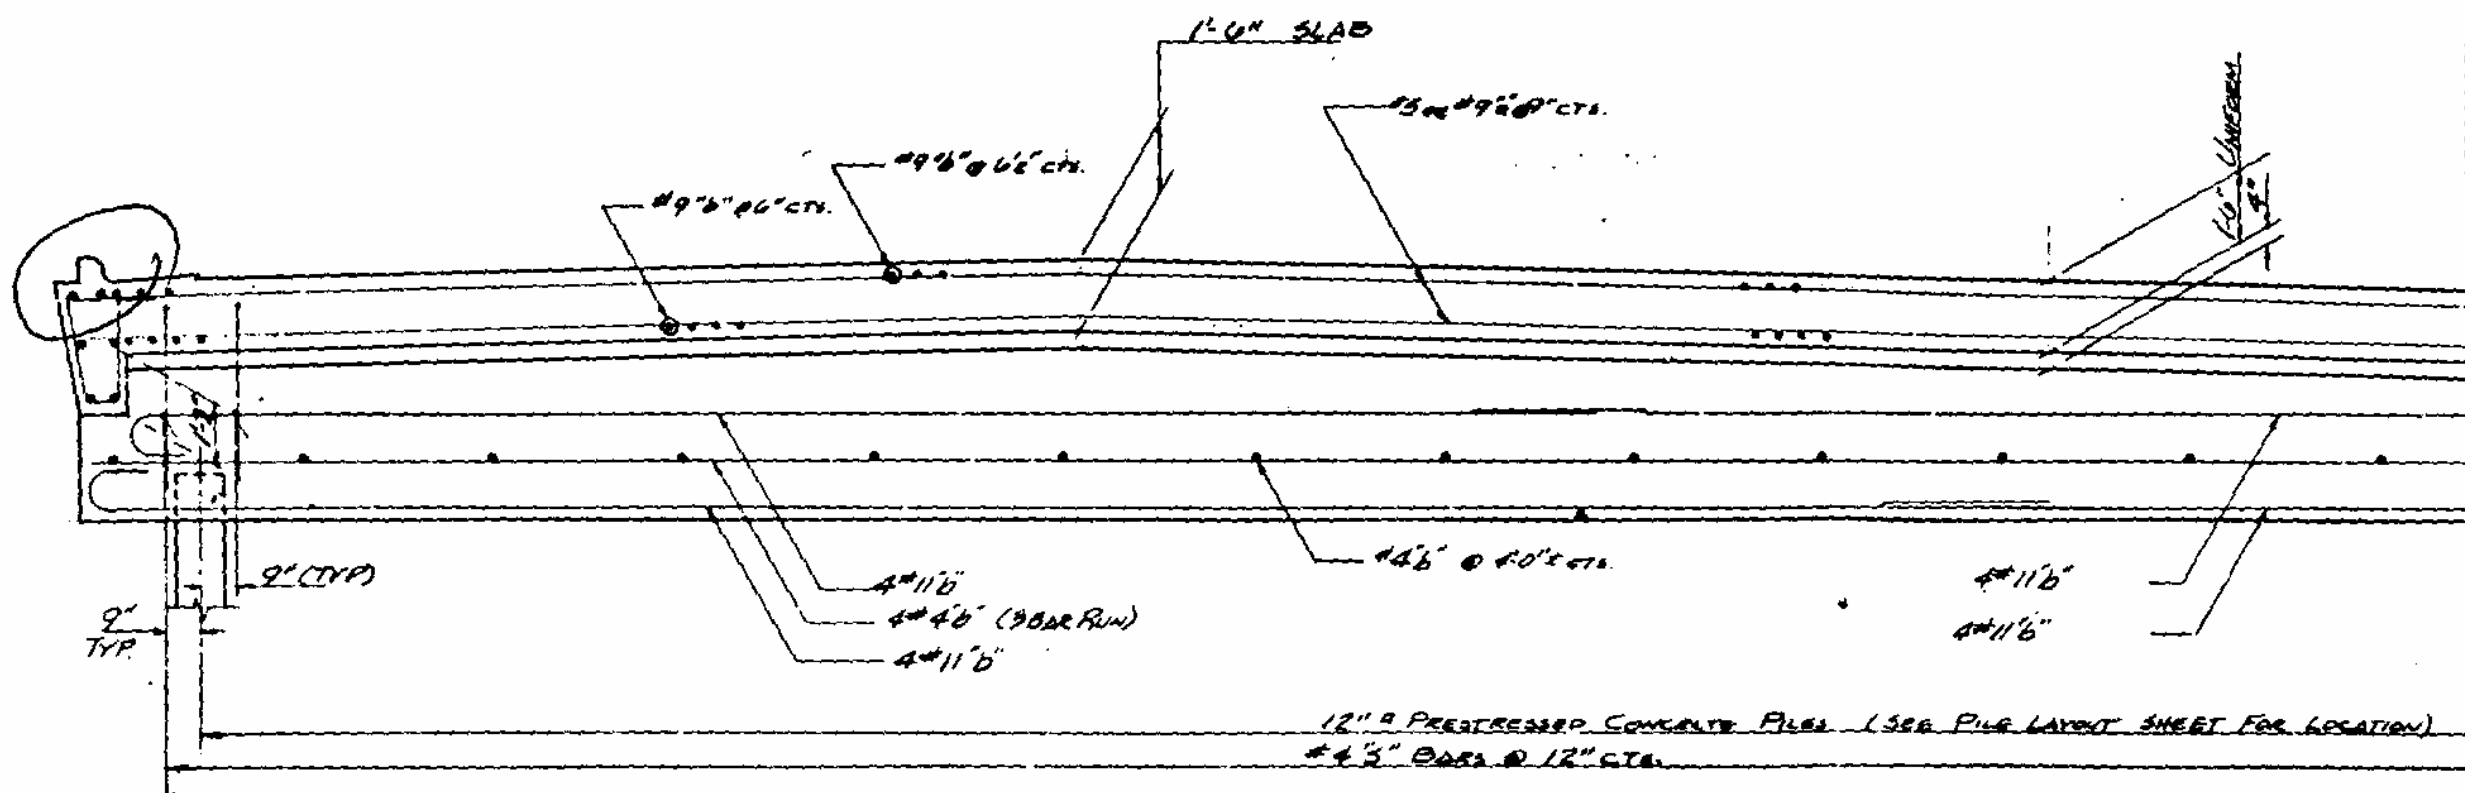 1'-6" SLAB
#9"b" @ 6½" CTS.
#9"b" @ 6" CTS.
#5 or #9 @ 9" CTS.
1'-6" UNIFORM
4"
9" (TYP)
9"
TYP.
4#11"b"
4#4"b" (3 BAR RUN)
4#11"b"
#4"b" @ 4'-0"± CTS.
4#11"b"
4#11"b"
12" PRESTRESSED CONCRETE PILES (SEE PILE LAYOUT SHEET FOR LOCATION)
#4"S" BARS @ 12" CTS.